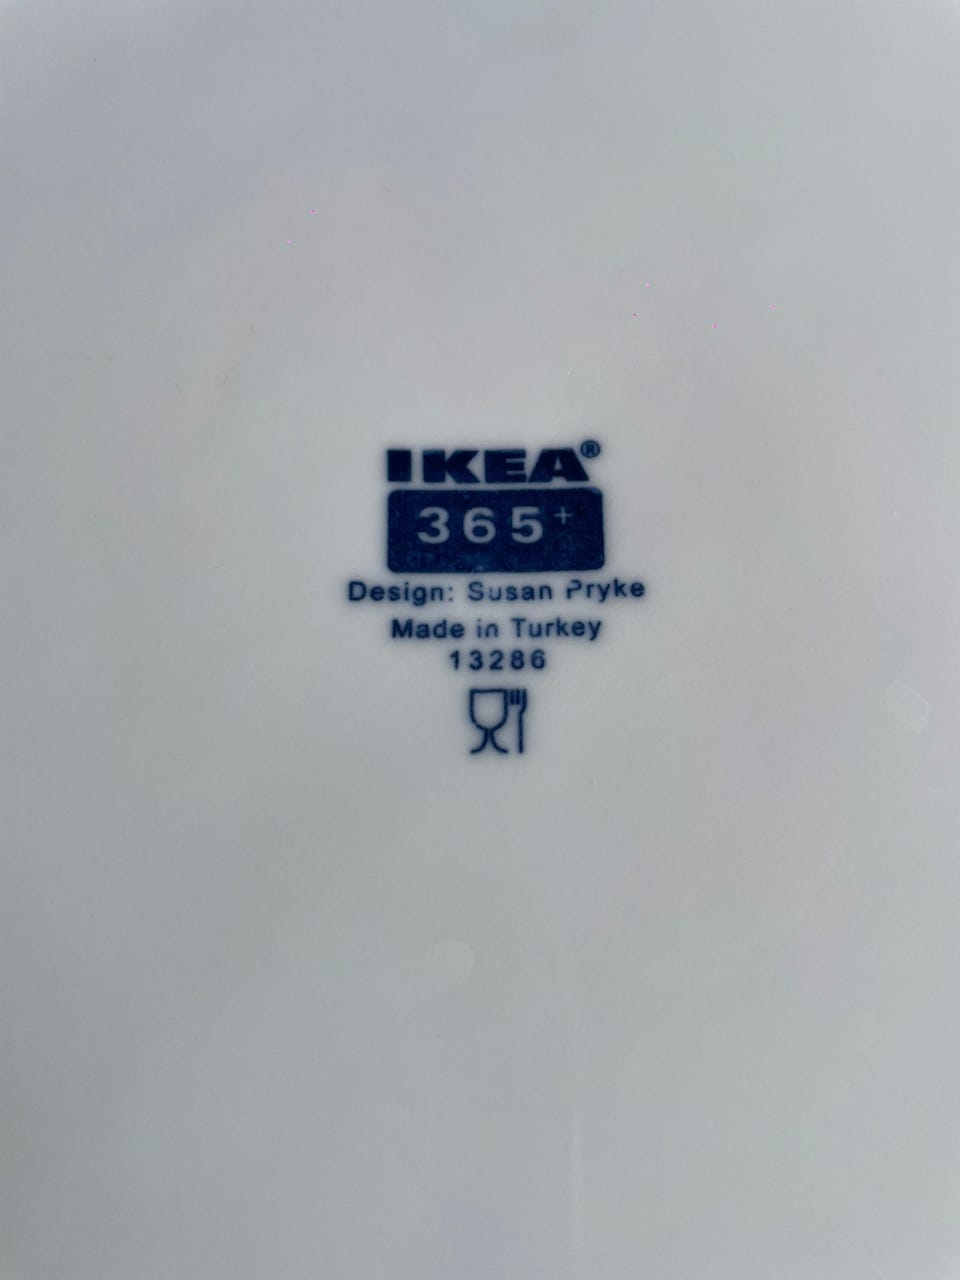 IKEA®
365+
Design: Susan Pryke
Made in Turkey
13286